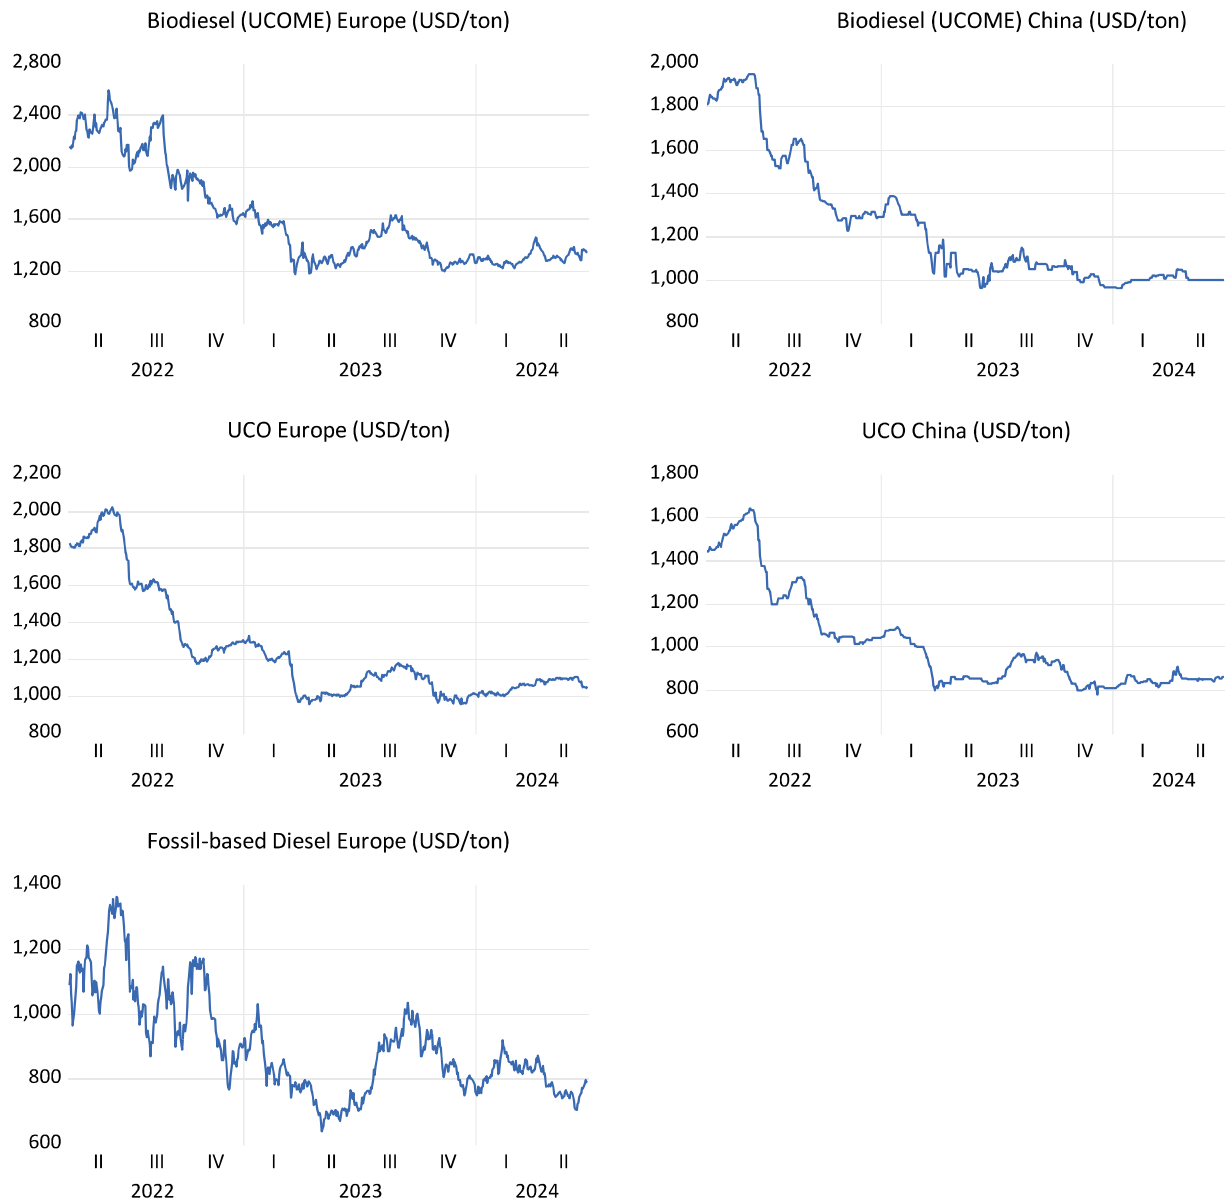 Biodiesel (UCOME) Europe (USD/ton)
2,800
2,400
2,000
1,600
1,200
800
II III IV I II III IV I II
2022 2023 2024
Biodiesel (UCOME) China (USD/ton)
2,000
1,800
1,600
1,400
1,200
1,000
800
II III IV I II III IV I II
2022 2023 2024
UCO Europe (USD/ton)
2,200
2,000
1,800
1,600
1,400
1,200
1,000
800
II III IV I II III IV I II
2022 2023 2024
UCO China (USD/ton)
1,800
1,600
1,400
1,200
1,000
800
600
II III IV I II III IV I II
2022 2023 2024
Fossil-based Diesel Europe (USD/ton)
1,400
1,200
1,000
800
600
II III IV I II III IV I II
2022 2023 2024